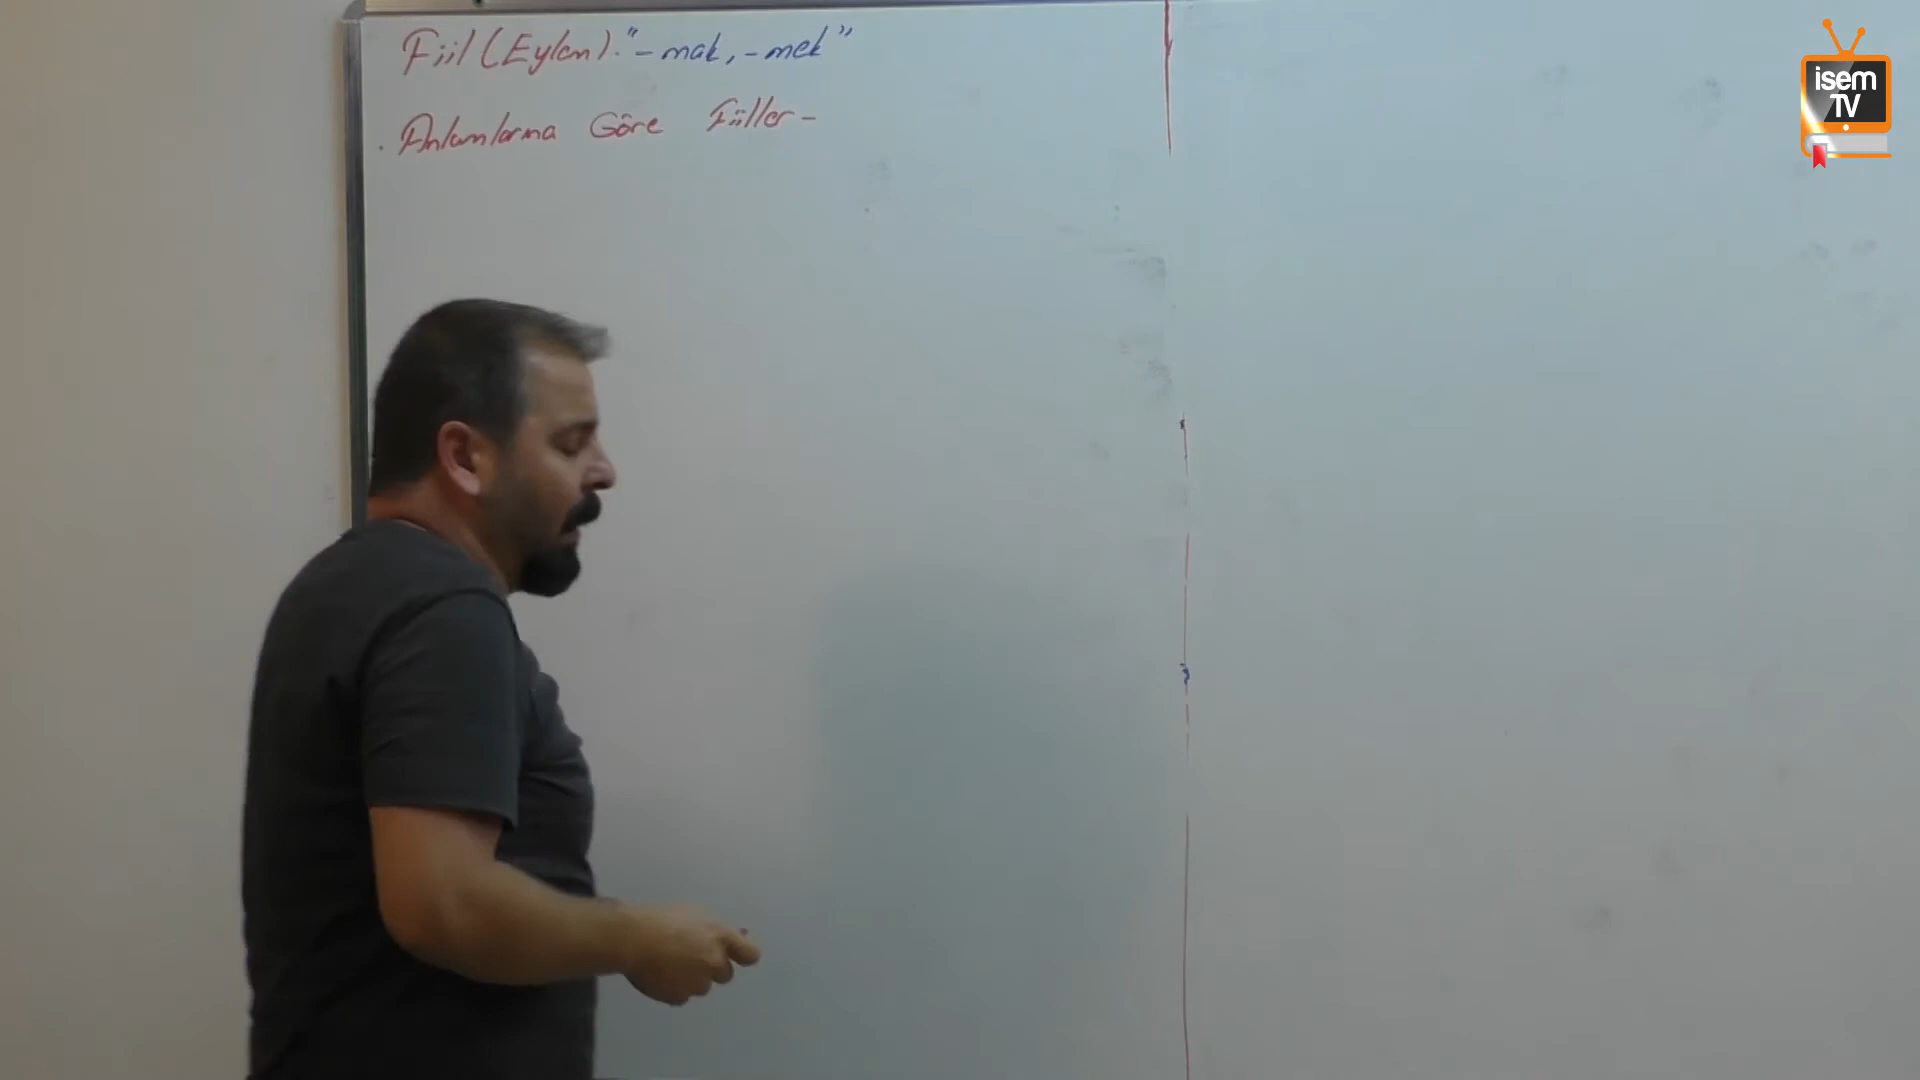 Fiil (Eylem). "-mak, -mek"
. Anlamlarına Göre Fiiller -
isem
TV